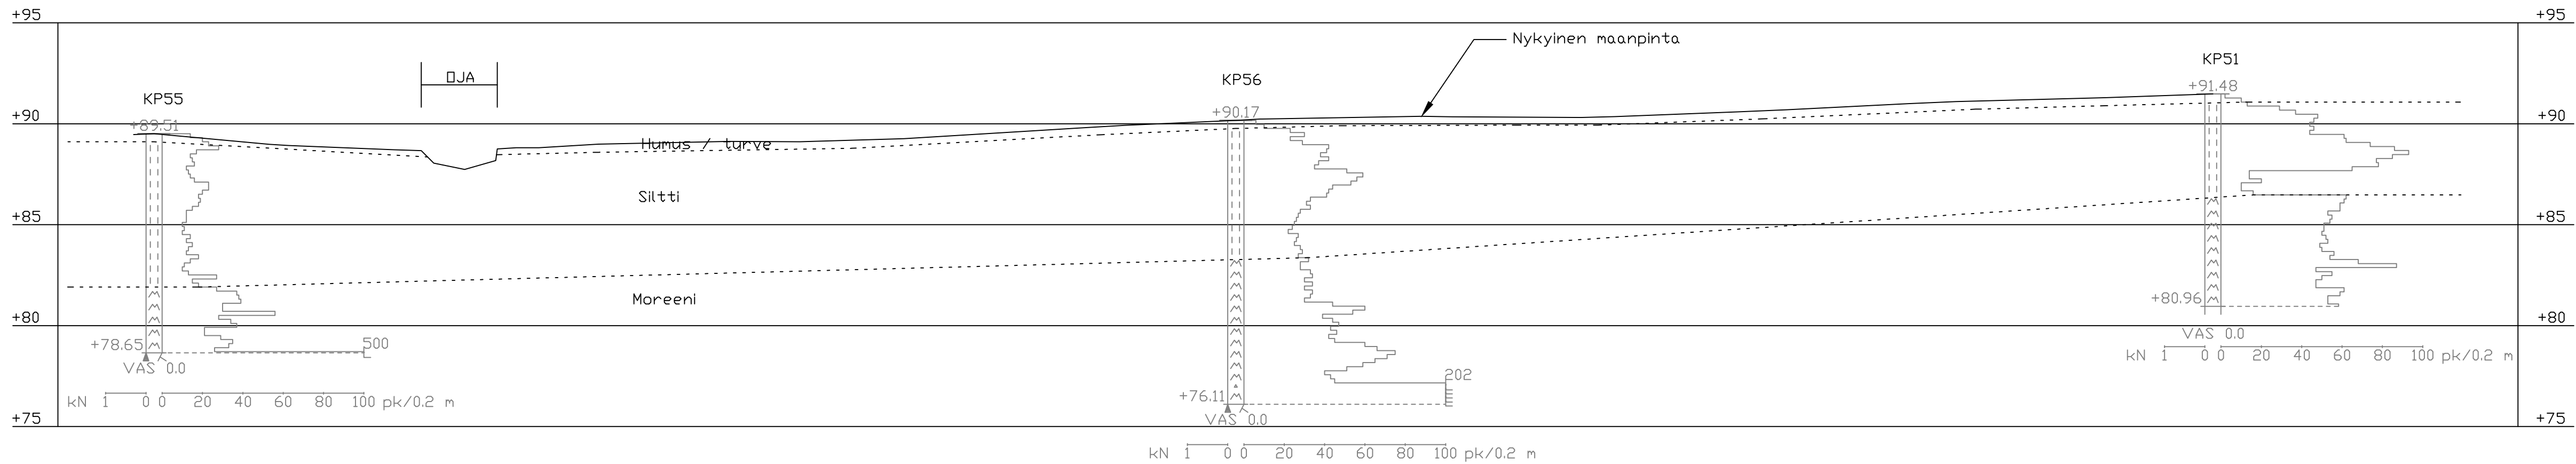 +95
+95
Nykyinen maanpinta
KP51
OJA
KP56
+91.48
KP55
+90.17
+89.51
+90
+90
Humus / turve
Siltti
+85
+85
Moreeni
+80.96
+80
+80
VAS 0.0
+78.65
500
kN 1 0 0 20 40 60 80 100 pk/0.2 m
VAS 0.0
202
+76.11
kN 1 0 0 20 40 60 80 100 pk/0.2 m
VAS 0.0
+75
+75
kN 1 0 0 20 40 60 80 100 pk/0.2 m